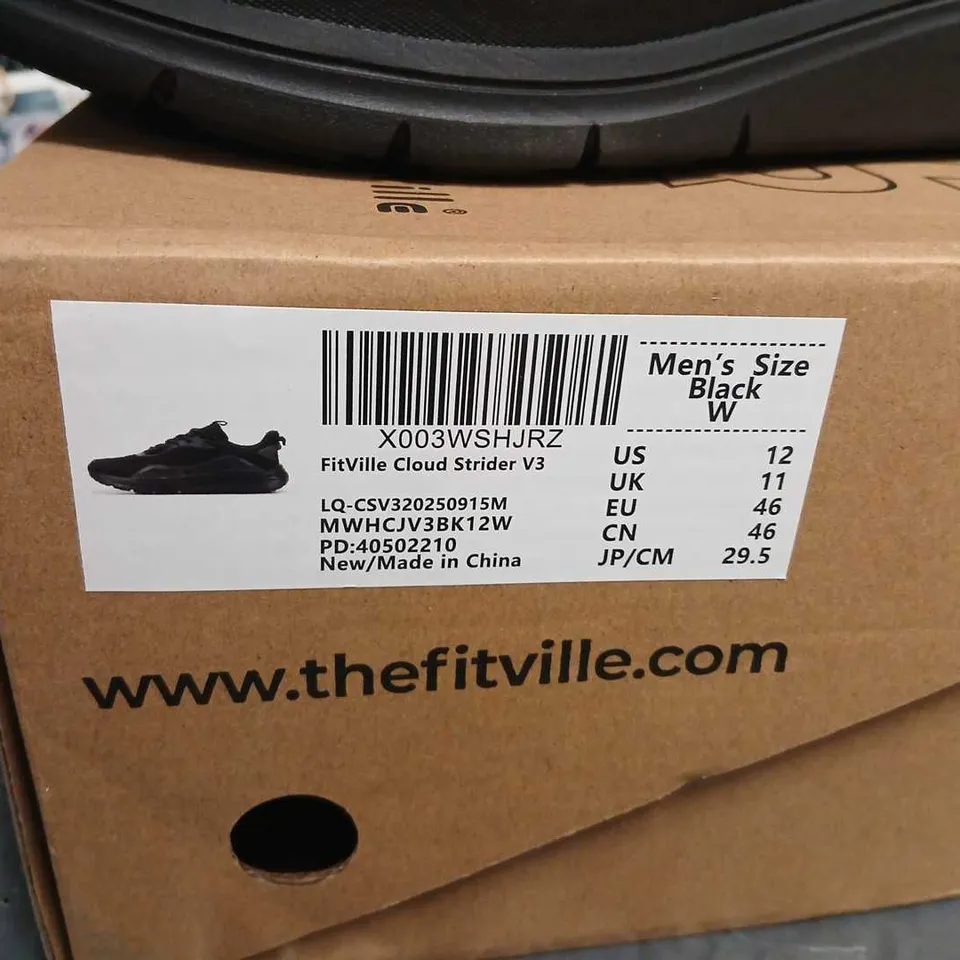 ville®
Men's Size
Black
W
X003WSHJRZ
FitVille Cloud Strider V3
LQ-CSV320250915M
MWHCJV3BK12W
PD:40502210
New/Made in China
US 12
UK 11
EU 46
CN 46
JP/CM 29.5
www.thefitville.com